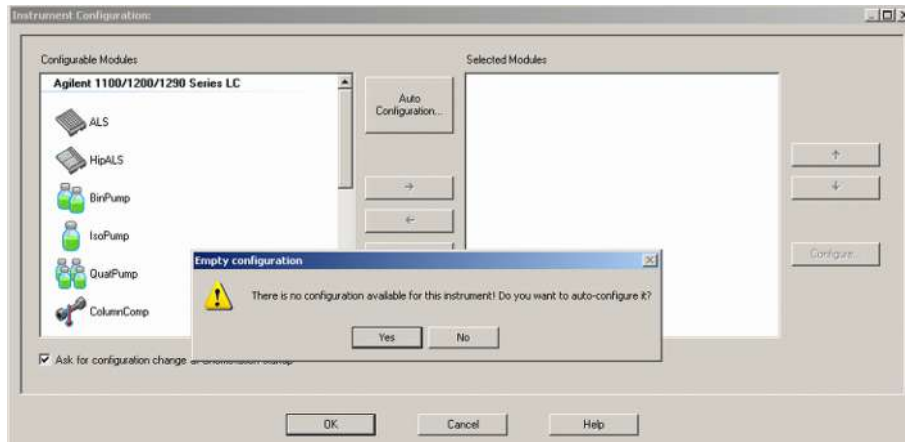 Instrument Configuration:
Configurable Modules
Selected Modules
Agilent 1100/1200/1290 Series LC
ALS
HipALS
BinPump
IsoPump
QuatPump
ColumnComp
Auto
Configuration...
Configure...
Empty configuration
There is no configuration available for this instrument! Do you want to auto-configure it?
Yes
No
Ask for configuration change
OK
Cancel
Help